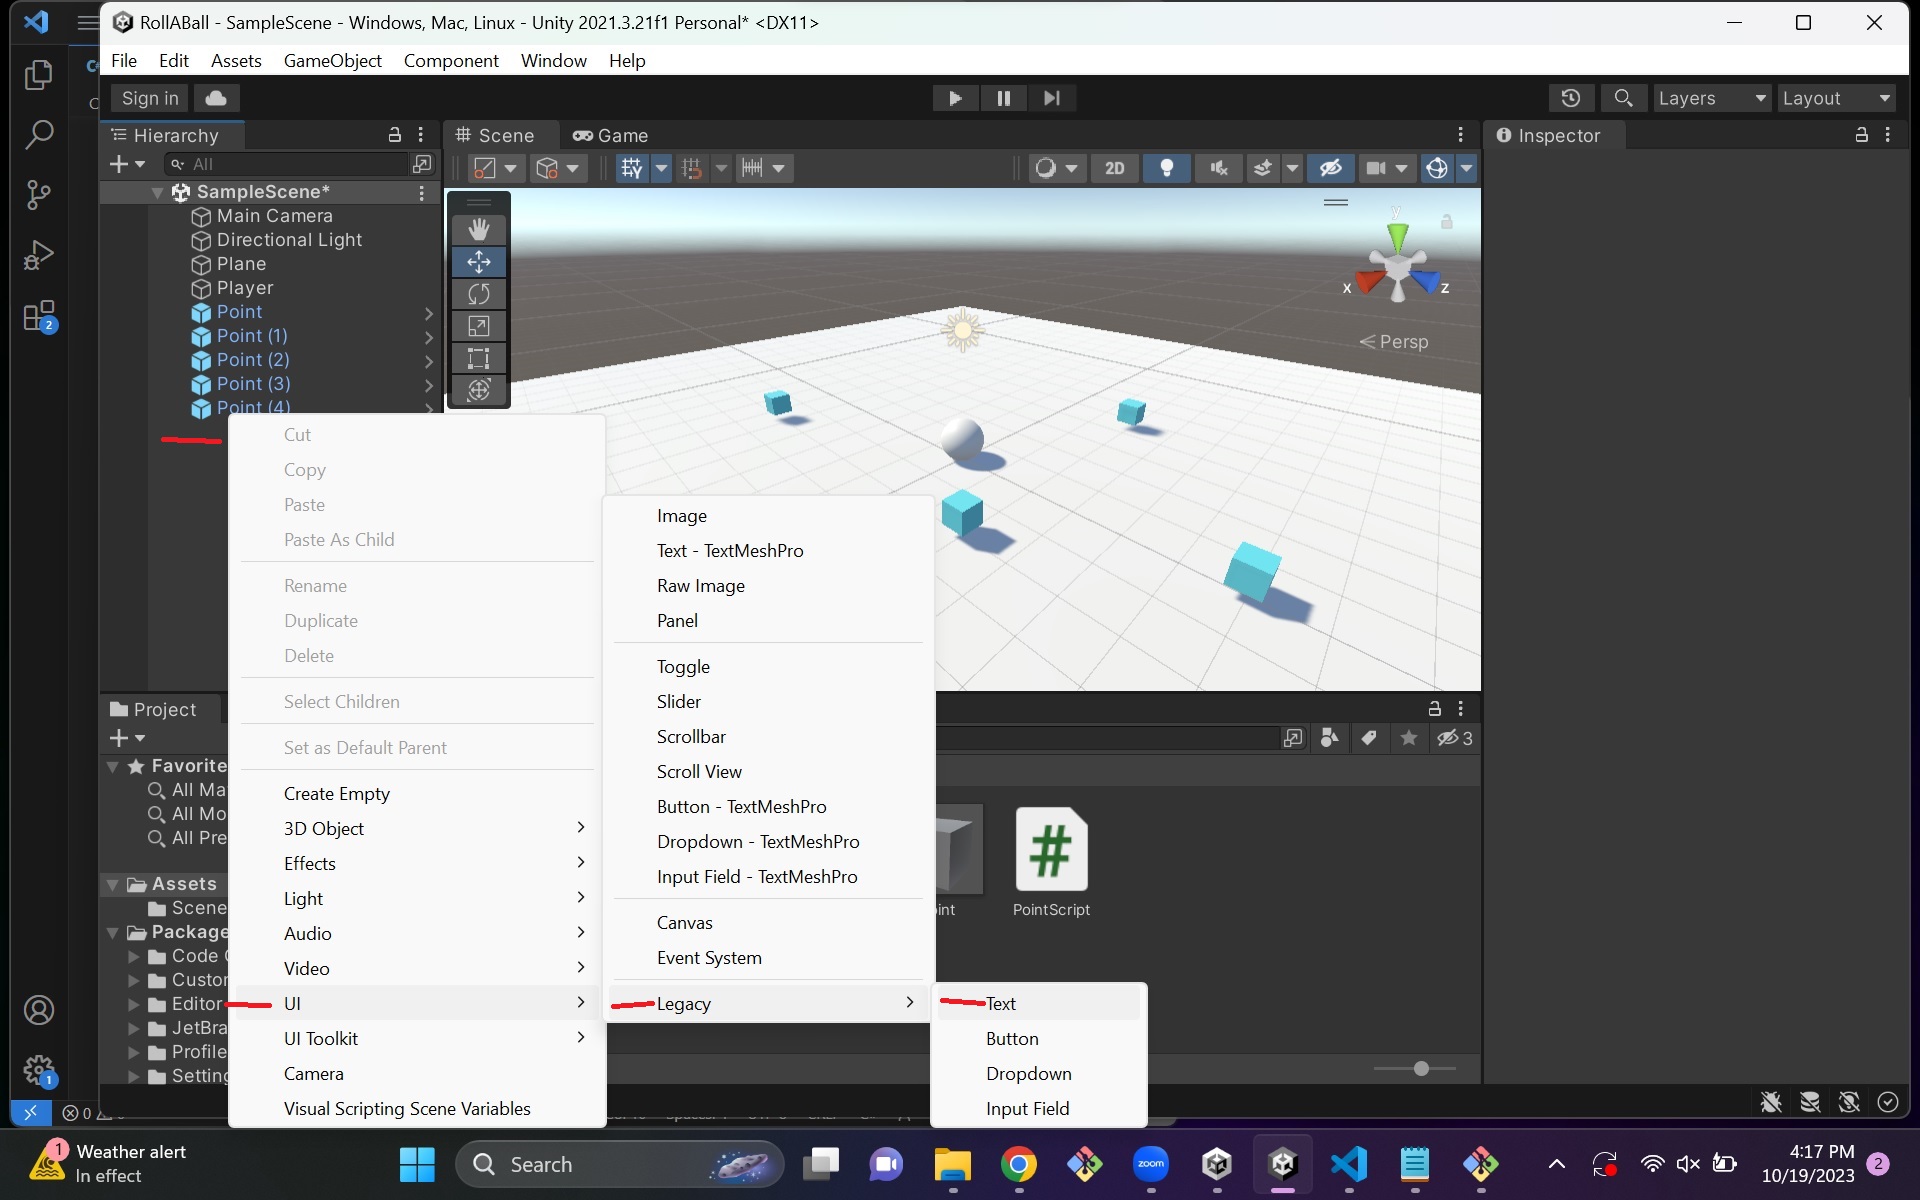 RollABall - SampleScene - Windows, Mac, Linux - Unity 2021.3.21f1 Personal* <DX11>
File Edit Assets GameObject Component Window Help
Sign in
Layers
Layout
Hierarchy
Scene
Game
Inspector
All
2D
SampleScene*
Main Camera
Directional Light
Plane
Player
Point
Point (1)
Point (2)
Point (3)
Point (4)
y
x
z
Persp
2
Cut
Copy
Paste
Paste As Child
Rename
Duplicate
Delete
Select Children
Set as Default Parent
Create Empty
3D Object
Effects
Light
Audio
Video
UI
UI Toolkit
Camera
Visual Scripting Scene Variables
Image
Text - TextMeshPro
Raw Image
Panel
Toggle
Slider
Scrollbar
Scroll View
Button - TextMeshPro
Dropdown - TextMeshPro
Input Field - TextMeshPro
Canvas
Event System
Legacy
Text
Button
Dropdown
Input Field
Project
3
Favorite
All Ma
All Mo
All Pre
Assets
Scene
Package
Code
Custor
Editor
JetBra
Profile
Setting
int
PointScript
1
0
1
Weather alert
In effect
Search
zoom
4:17 PM
10/19/2023
2